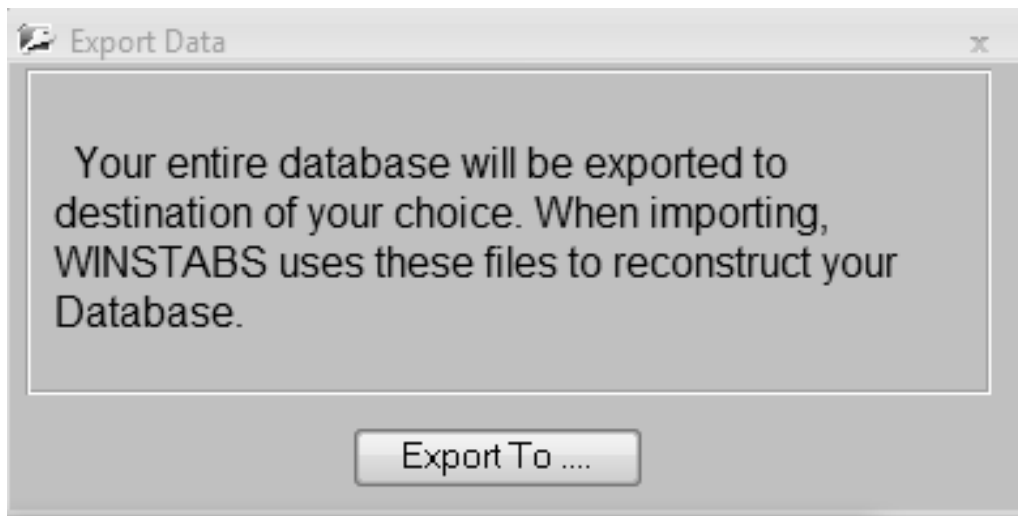 Export Data
x
Your entire database will be exported to
destination of your choice. When importing,
WINSTABS uses these files to reconstruct your
Database.
Export To ....